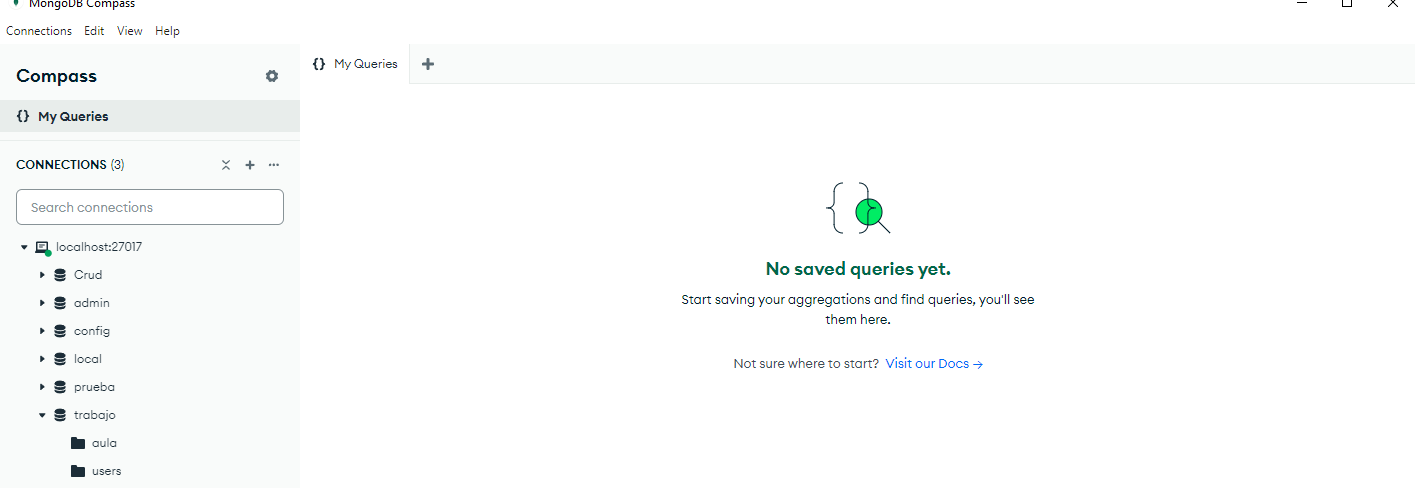 MongoDB Compass
Connections Edit View Help
Compass
{} My Queries
CONNECTIONS (3)
Search connections
localhost:27017
Crud
admin
config
local
prueba
trabajo
aula
users
{} My Queries
No saved queries yet.
Start saving your aggregations and find queries, you'll see
them here.
Not sure where to start? Visit our Docs →